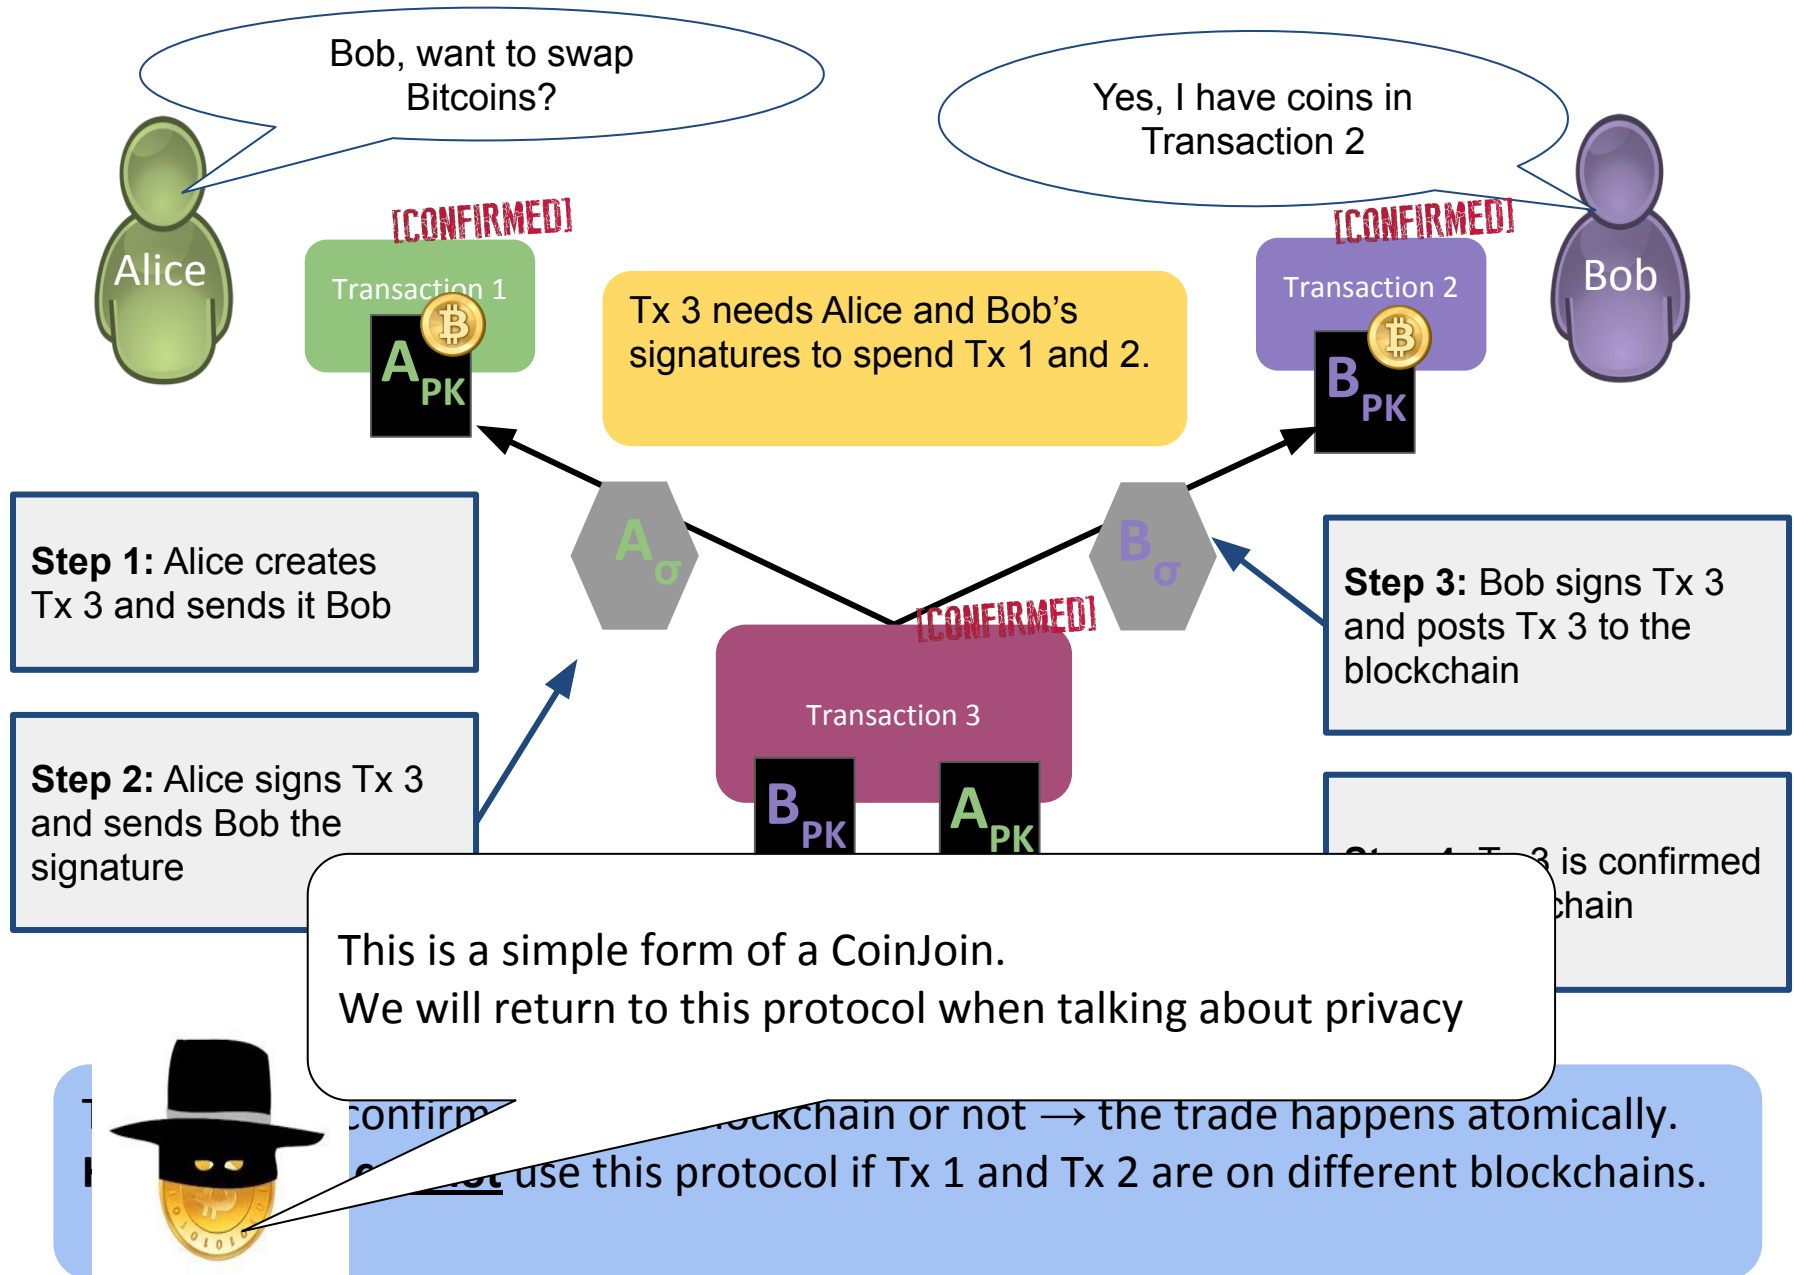 Bob, want to swap
Bitcoins?
Yes, I have coins in
Transaction 2
Alice
Bob
[CONFIRMED]
[CONFIRMED]
Transaction 1
A PK
Tx 3 needs Alice and Bob's
signatures to spend Tx 1 and 2.
Transaction 2
B PK
Step 1: Alice creates
Tx 3 and sends it Bob
A σ
B σ
Step 3: Bob signs Tx 3
and posts Tx 3 to the
blockchain
[CONFIRMED]
Transaction 3
B PK
A PK
Step 2: Alice signs Tx 3
and sends Bob the
signature
3 is confirmed
chain
This is a simple form of a CoinJoin.
We will return to this protocol when talking about privacy
confirm ockchain or not → the trade happens atomically.
use this protocol if Tx 1 and Tx 2 are on different blockchains.